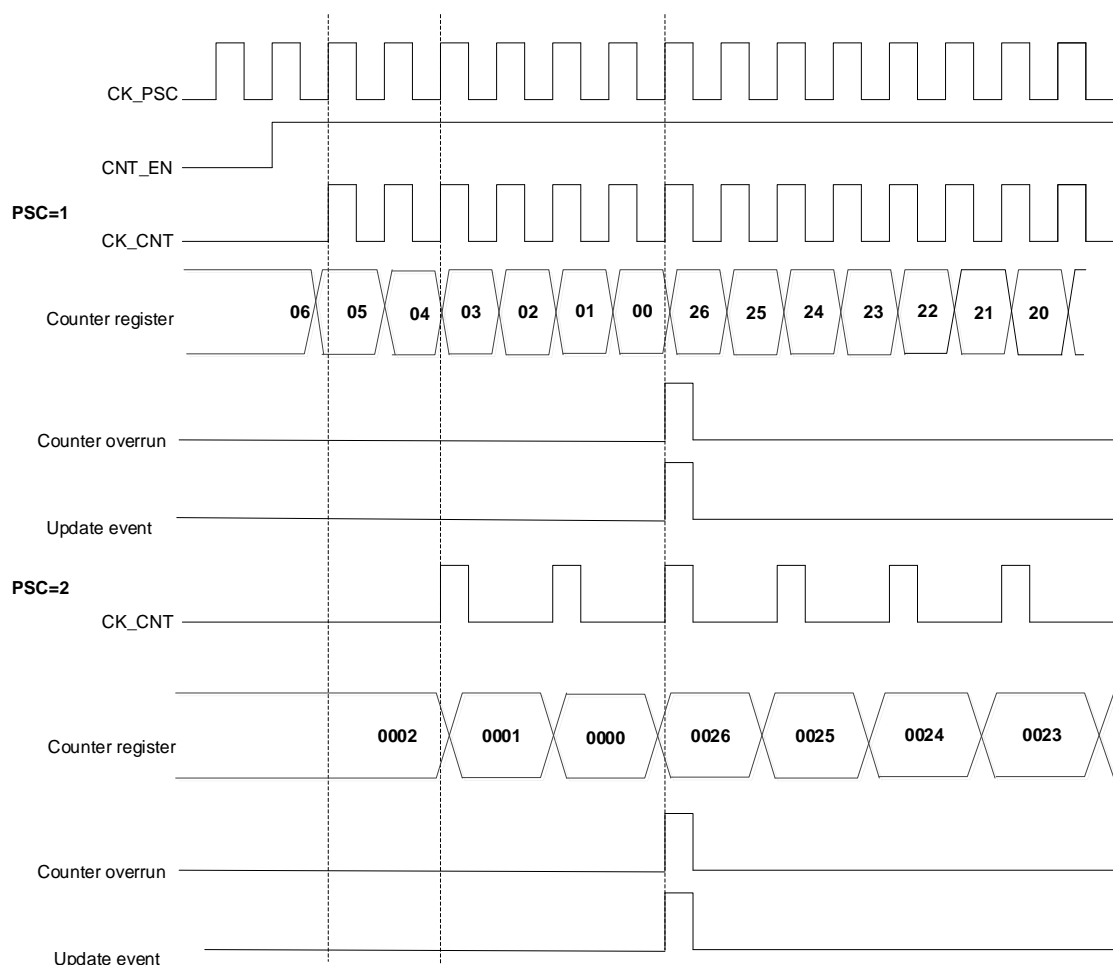 CK_PSC
CNT_EN
PSC=1
CK_CNT
Counter register 06 05 04 03 02 01 00 26 25 24 23 22 21 20
Counter overrun
Update event
PSC=2
CK_CNT
Counter register 0002 0001 0000 0026 0025 0024 0023
Counter overrun
Update event